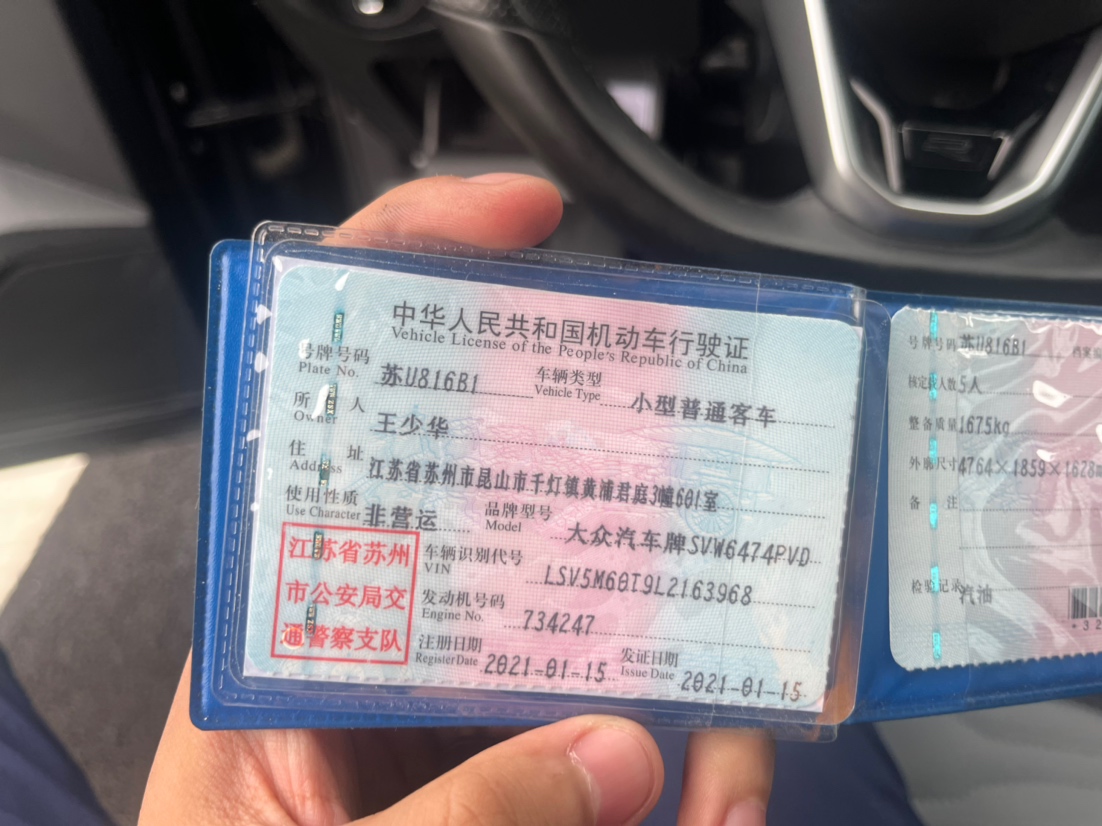 中华人民共和国机动车行驶证
Vehicle License of the People's Republic of China
号牌号码 苏U816B1 车辆类型 小型普通客车
Plate No. Vehicle Type
所有人 王少华
Owner
住址 江苏省苏州市昆山市千灯镇黄浦君庭3幢601室
Address
使用性质 非营运 品牌型号 大众汽车牌SVW6474PVD
Use Character Model
江苏省苏州
市公安局交
通警察支队
车辆识别代号 LSV5M60T9L2163968
VIN
发动机号码 734247
Engine No.
注册日期 2021-01-15 发证日期 2021-01-15
Register Date Issue Date
号牌号码 苏U816B1
核定载人数 5人
整备质量 1675kg
外廓尺寸 4764×1859×1628
备注
检验记录 汽油